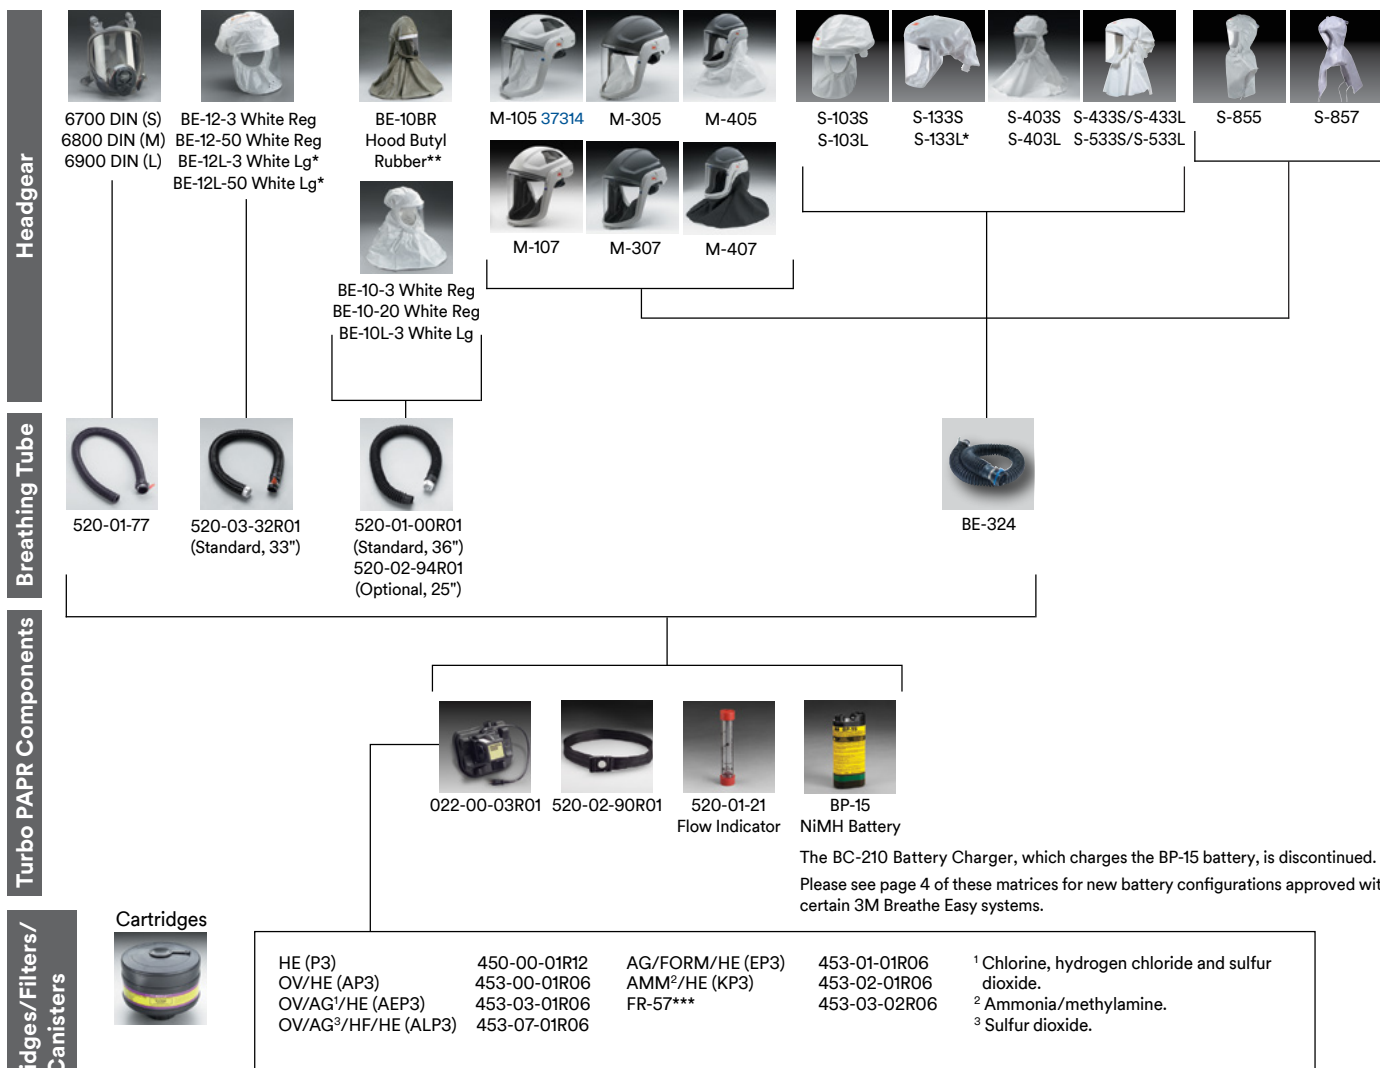 Headgear
6700 DIN (S)
6800 DIN (M)
6900 DIN (L)
BE-12-3 White Reg
BE-12-50 White Reg
BE-12L-3 White Lg*
BE-12L-50 White Lg*
BE-10BR
Hood Butyl
Rubber**
BE-10-3 White Reg
BE-10-20 White Reg
BE-10L-3 White Lg
M-105 37314
M-305
M-405
M-107
M-307
M-407
S-103S
S-103L
S-133S
S-133L*
S-403S
S-403L
S-433S/S-433L
S-533S/S-533L
S-855
S-857
Breathing Tube
520-01-77
520-03-32R01
(Standard, 33")
520-01-00R01
(Standard, 36")
520-02-94R01
(Optional, 25")
BE-324
Turbo PAPR Components
022-00-03R01
520-02-90R01
520-01-21
Flow Indicator
BP-15
NiMH Battery
The BC-210 Battery Charger, which charges the BP-15 battery, is discontinued.
Please see page 4 of these matrices for new battery configurations approved wit
certain 3M Breathe Easy systems.
idges/Filters/
Canisters
Cartridges
HE (P3) 450-00-01R12
OV/HE (AP3) 453-00-01R06
OV/AG¹/HE (AEP3) 453-03-01R06
OV/AG³/HF/HE (ALP3) 453-07-01R06
AG/FORM/HE (EP3) 453-01-01R06
AMM²/HE (KP3) 453-02-01R06
FR-57*** 453-03-02R06
¹ Chlorine, hydrogen chloride and sulfur
dioxide.
² Ammonia/methylamine.
³ Sulfur dioxide.